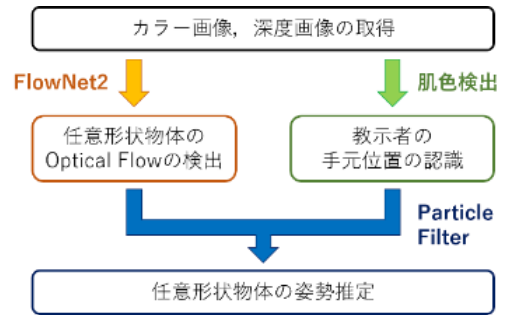 カラー画像，深度画像の取得
FlowNet2
肌色検出
任意形状物体の
Optical Flowの検出
教示者の
手元位置の認識
Particle
Filter
任意形状物体の姿勢推定